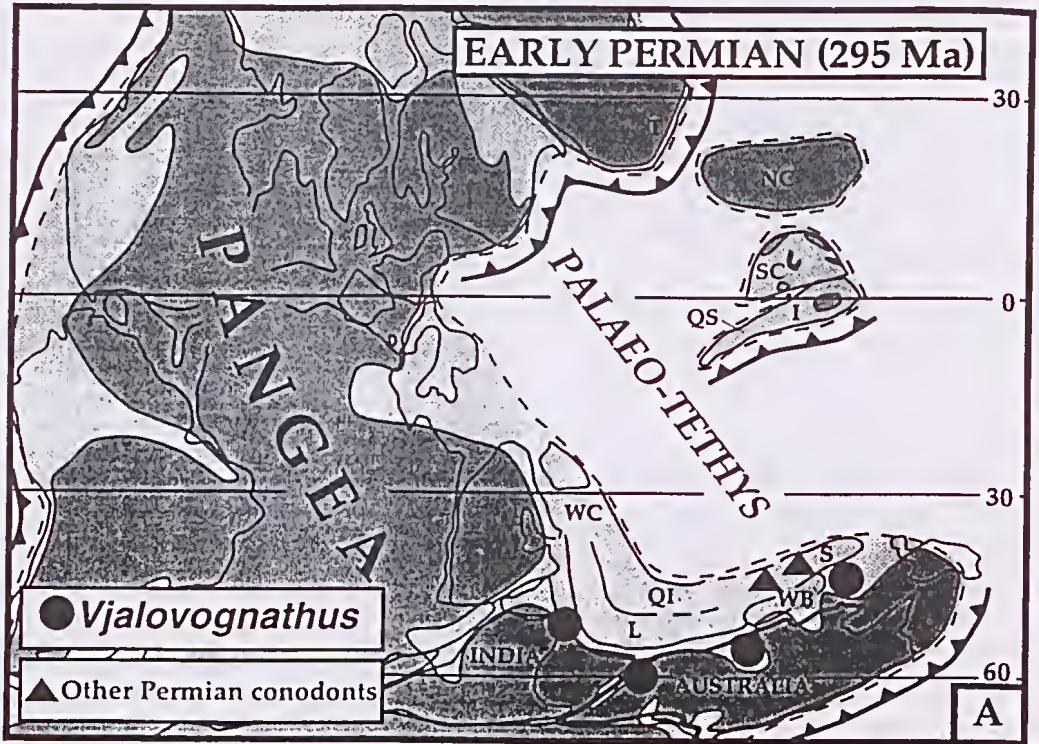 EARLY PERMIAN (295 Ma)
30
T
NC
SC
0
QS
I
PANGEA
PALAEO-TETHYS
30
WC
S
QI
WB
L
Vjalovognathus
INDIA
AUSTRALIA
60
Other Permian conodonts
A